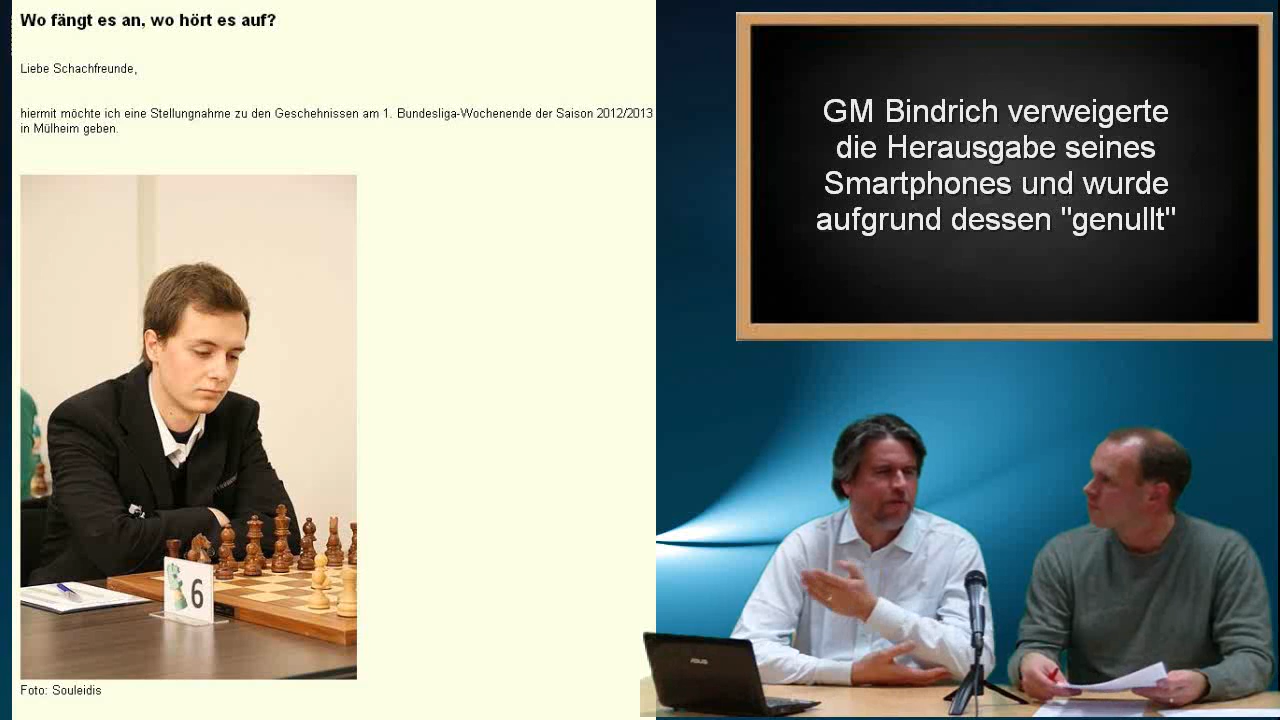 Wo fängt es an, wo hört es auf?
Liebe Schachfreunde,
hiermit möchte ich eine Stellungnahme zu den Geschehnissen am 1. Bundesliga-Wochenende der Saison 2012/2013
in Mülheim geben.
6
Foto: Souleidis
GM Bindrich verweigerte
die Herausgabe seines
Smartphones und wurde
aufgrund dessen "genullt"
ASUS